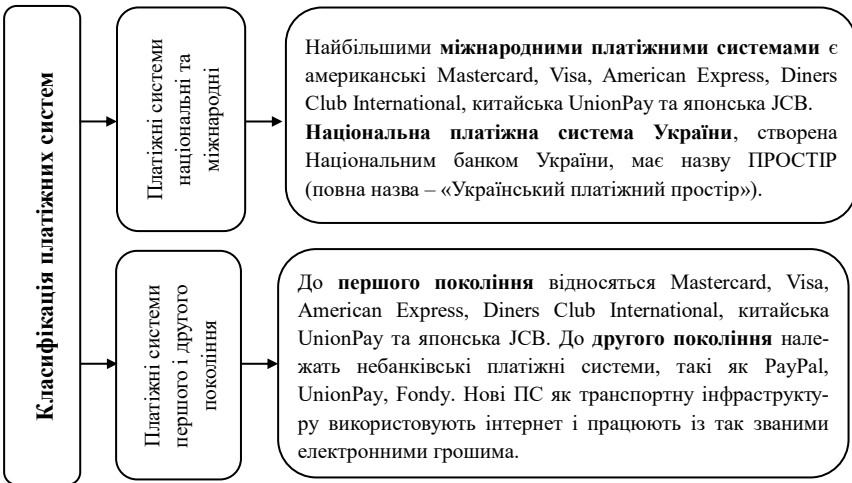 Класифікація платіжних систем
Платіжні системи
національні та
міжнародні
Найбільшими міжнародними платіжними системами є
американські Mastercard, Visa, American Express, Diners
Club International, китайська UnionPay та японська JCB.
Національна платіжна система України, створена
Національним банком України, має назву ПРОСТІР
(повна назва – «Український платіжний простір»).
Платіжні системи
першого і другого
покоління
До першого покоління відносяться Mastercard, Visa,
American Express, Diners Club International, китайська
UnionPay та японська JCB. До другого покоління нале-
жать небанківські платіжні системи, такі як PayPal,
UnionPay, Fondy. Нові ПС як транспортну інфраструкту-
ру використовують інтернет і працюють із так званими
електронними грошима.